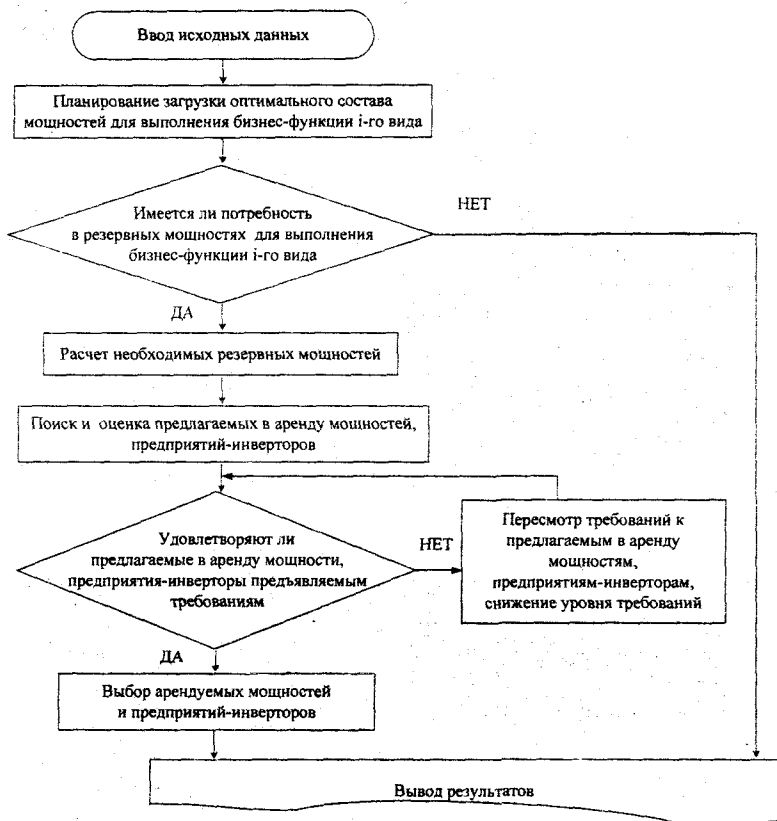 Ввод исходных данных
Планирование загрузки оптимального состава
мощностей для выполнения бизнес-функции i-го вида
Имеется ли потребность
в резервных мощностях для выполнения
бизнес-функции i-го вида
НЕТ
ДА
Расчет необходимых резервных мощностей
Поиск и оценка предлагаемых в аренду мощностей,
предприятий-инверторов
Удовлетворяют ли
предлагаемые в аренду мощности,
предприятия-инверторы предъявляемым
требованиям
НЕТ
Пересмотр требований к
предлагаемым в аренду
мощностям,
предприятиям-инверторам,
снижение уровня требований
ДА
Выбор арендуемых мощностей
и предприятий-инверторов
Вывод результатов